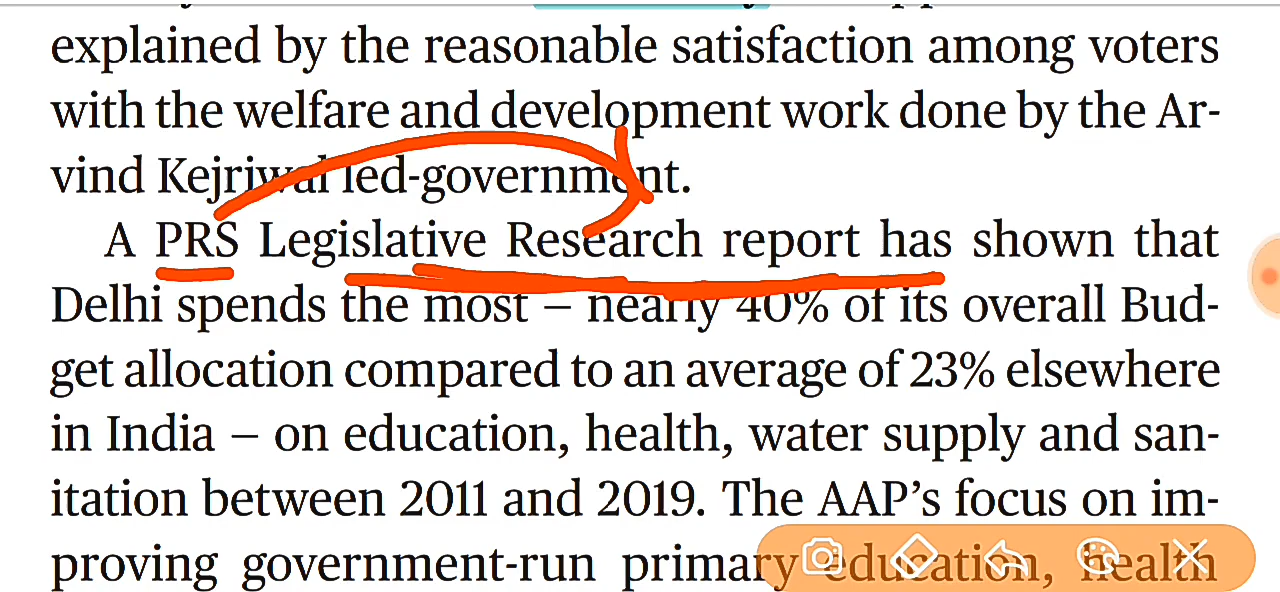 explained by the reasonable satisfaction among voters
with the welfare and development work done by the Ar-
vind Kejriwal led-government.
A PRS Legislative Research report has shown that
Delhi spends the most – nearly 40% of its overall Bud-
get allocation compared to an average of 23% elsewhere
in India – on education, health, water supply and san-
itation between 2011 and 2019. The AAP’s focus on im-
proving government-run primary education, health